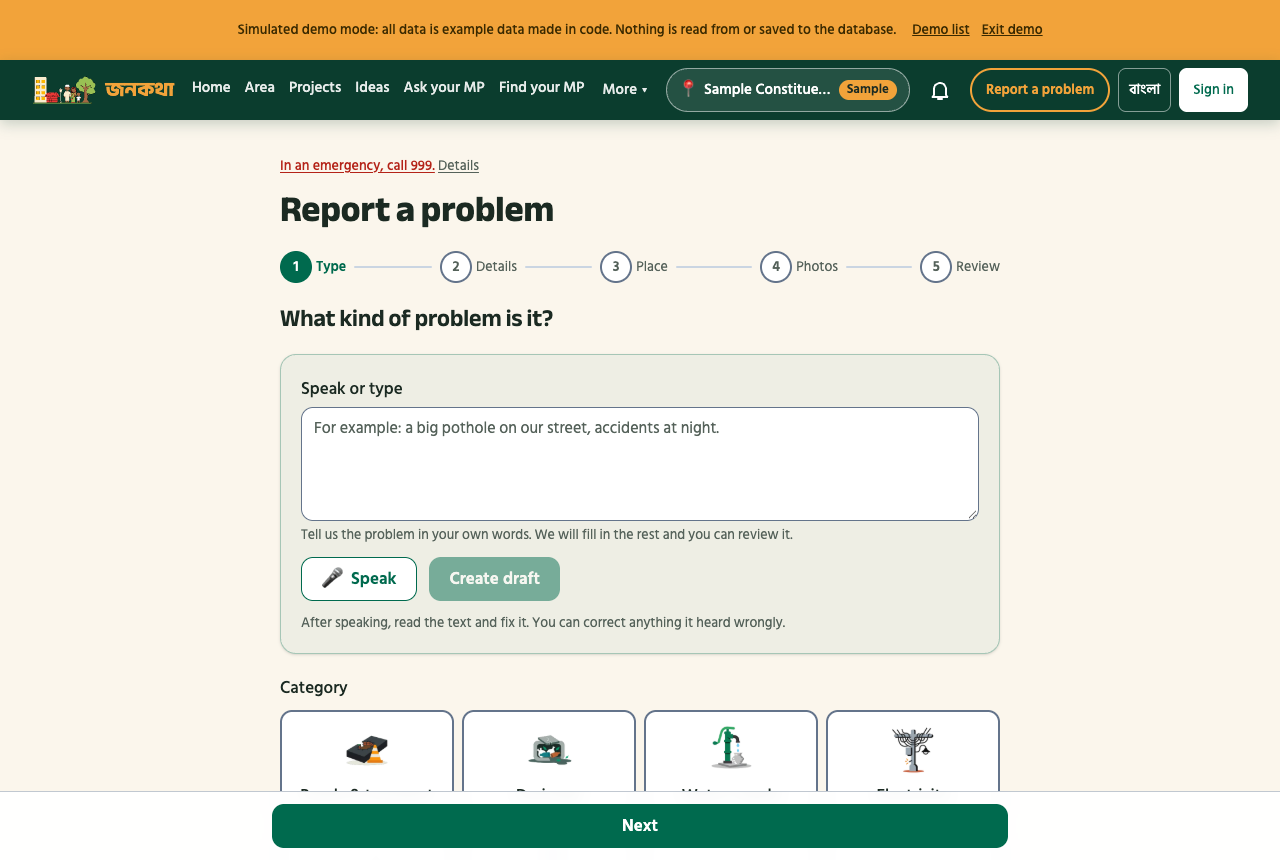 Simulated demo mode: all data is example data made in code. Nothing is read from or saved to the database. Demo list Exit demo
জনকথা Home Area Projects Ideas Ask your MP Find your MP More ▾ Sample Constitue... Sample Report a problem বাংলা Sign in
In an emergency, call 999. Details
Report a problem
1 Type 2 Details 3 Place 4 Photos 5 Review
What kind of problem is it?
Speak or type
For example: a big pothole on our street, accidents at night.
Tell us the problem in your own words. We will fill in the rest and you can review it.
Speak Create draft
After speaking, read the text and fix it. You can correct anything it heard wrongly.
Category
Next